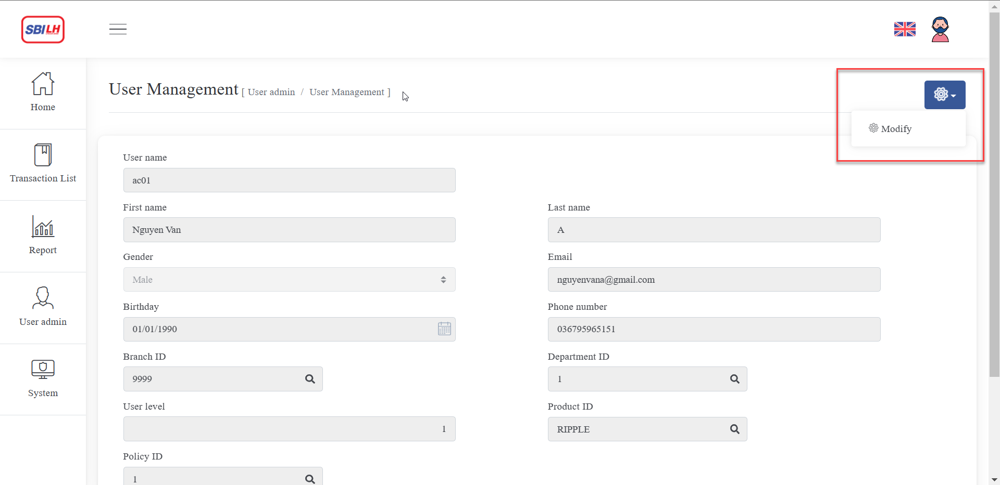 SBI LH
Home
Transaction List
Report
User admin
System
User Management [ User admin / User Management ]
Modify
User name
ac01
First name
Last name
Nguyen Van
A
Gender
Email
Male
nguyenvana@gmail.com
Birthday
Phone number
01/01/1990
036795965151
Branch ID
Department ID
9999
1
User level
Product ID
1
RIPPLE
Policy ID
1